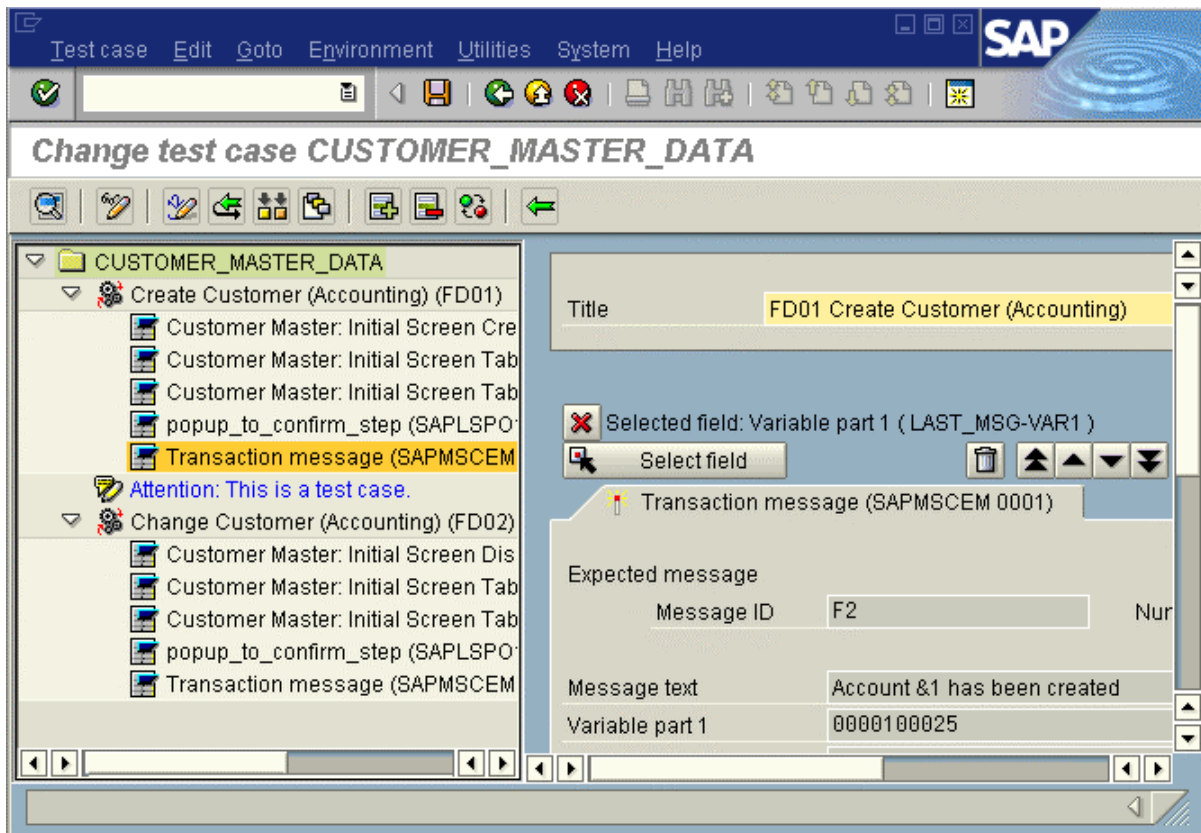 Test case Edit Goto Environment Utilities System Help
SAP
Change test case CUSTOMER_MASTER_DATA
CUSTOMER_MASTER_DATA
Create Customer (Accounting) (FD01)
Customer Master: Initial Screen Cre
Customer Master: Initial Screen Tab
Customer Master: Initial Screen Tab
popup_to_confirm_step (SAPLSPO
Transaction message (SAPMSCEM
Attention: This is a test case.
Change Customer (Accounting) (FD02)
Customer Master: Initial Screen Dis
Customer Master: Initial Screen Tab
Customer Master: Initial Screen Tab
popup_to_confirm_step (SAPLSPO
Transaction message (SAPMSCEM
Title FD01 Create Customer (Accounting)
Selected field: Variable part 1 ( LAST_MSG-VAR1 )
Select field
Transaction message (SAPMSCEM 0001)
Expected message
Message ID F2 Nur
Message text Account &1 has been created
Variable part 1 0000100025